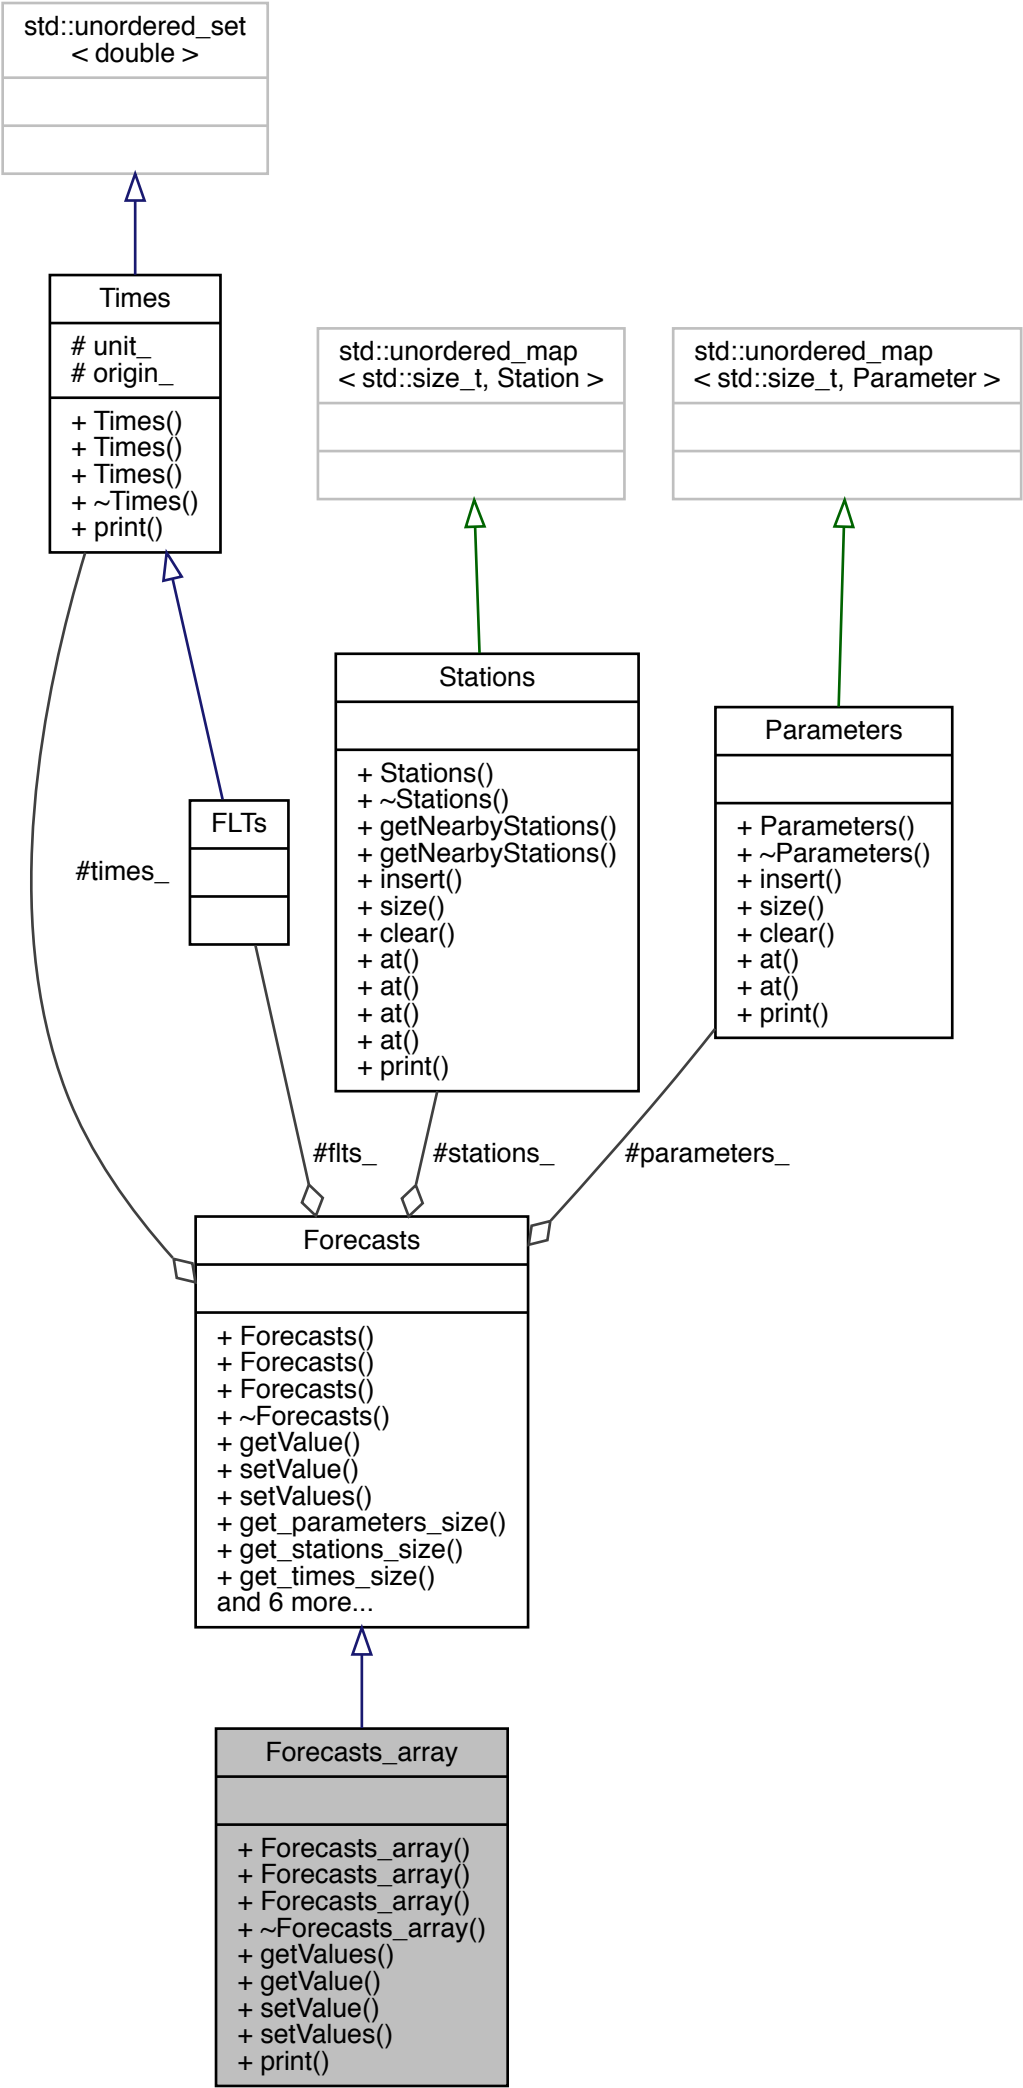 std::unordered_set
< double >
Times
# unit_
# origin_
+ Times()
+ Times()
+ Times()
+ ~Times()
+ print()
std::unordered_map
< std::size_t, Station >
std::unordered_map
< std::size_t, Parameter >
Stations
+ Stations()
+ ~Stations()
+ getNearbyStations()
+ getNearbyStations()
+ insert()
+ size()
+ clear()
+ at()
+ at()
+ at()
+ at()
+ print()
Parameters
+ Parameters()
+ ~Parameters()
+ insert()
+ size()
+ clear()
+ at()
+ at()
+ print()
FLTs
#times_
#flts_
#stations_
#parameters_
Forecasts
+ Forecasts()
+ Forecasts()
+ Forecasts()
+ ~Forecasts()
+ getValue()
+ setValue()
+ setValues()
+ get_parameters_size()
+ get_stations_size()
+ get_times_size()
and 6 more...
Forecasts_array
+ Forecasts_array()
+ Forecasts_array()
+ Forecasts_array()
+ ~Forecasts_array()
+ getValues()
+ getValue()
+ setValue()
+ setValues()
+ print()